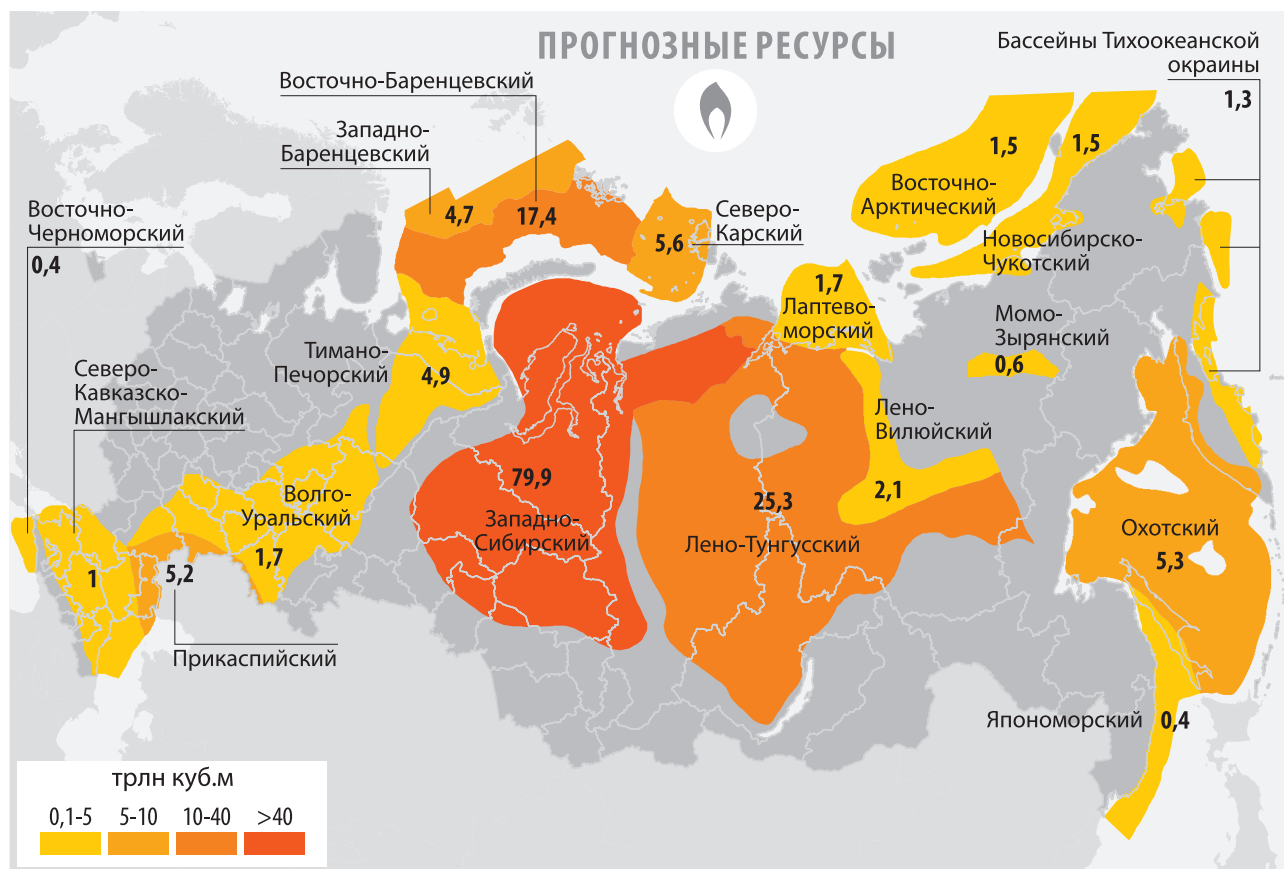 ПРОГНОЗНЫЕ РЕСУРСЫ
Бассейны Тихоокеанской
окраины
1,3
Восточно-Баренцевский
17,4
Западно-
Баренцевский
4,7
Восточно-
Черноморский
0,4
Северо-
Карский
5,6
1,5
Восточно-
Арктический
1,5
Новосибирско-
Чукотский
1,7
Лаптево-
морский
Момо-
Зырянский
0,6
Тимано-
Печорский
4,9
Северо-
Кавказско-
Мангышлакский
1
Лено-
Вилюйский
2,1
79,9
Западно-
Сибирский
25,3
Лено-Тунгусский
Волго-
Уральский
1,7
5,2
Прикаспийский
Охотский
5,3
Япономорский
0,4
трлн куб.м
0,1-5 5-10 10-40 >40